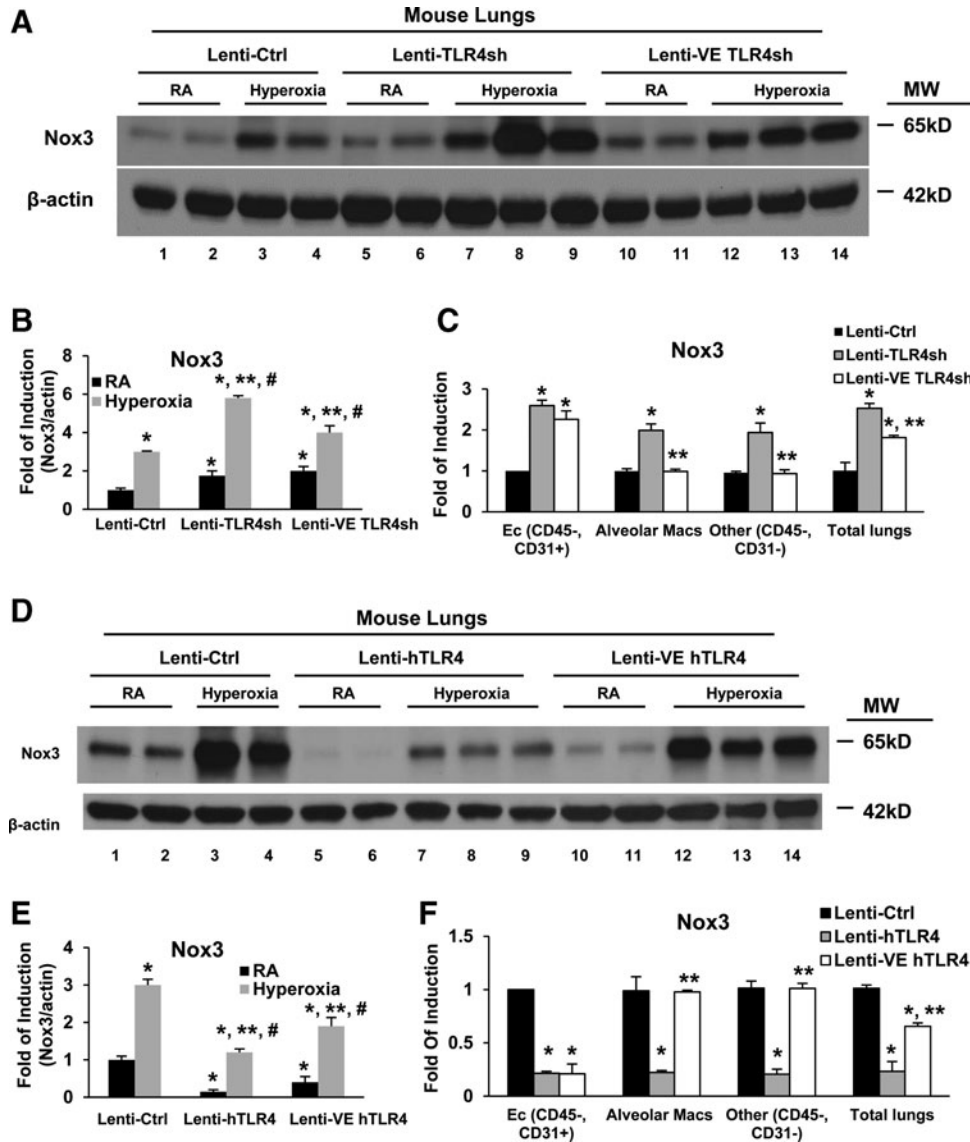 A
Mouse Lungs
Lenti-Ctrl Lenti-TLR4sh Lenti-VE TLR4sh
RA Hyperoxia RA Hyperoxia RA Hyperoxia MW
Nox3 65kD
β-actin 42kD
1 2 3 4 5 6 7 8 9 10 11 12 13 14
B
Nox3
Fold of Induction
(Nox3/actin)
8
6
4
2
0
RA
Hyperoxia
* * *, **, # * *, **, #
Lenti-Ctrl Lenti-TLR4sh Lenti-VE TLR4sh
C
Nox3
Lenti-Ctrl
Lenti-TLR4sh
Lenti-VE TLR4sh
Fold of Induction
3
2
1
0
* * * ** * ** * *, **
Ec (CD45-, CD31+) Alveolar Macs Other (CD45-, CD31-) Total lungs
D
Mouse Lungs
Lenti-Ctrl Lenti-hTLR4 Lenti-VE hTLR4
RA Hyperoxia RA Hyperoxia RA Hyperoxia MW
Nox3 65kD
β-actin 42kD
1 2 3 4 5 6 7 8 9 10 11 12 13 14
E
Nox3
Fold of Induction
(Nox3/actin)
4
3
2
1
0
RA
Hyperoxia
* * *, **, # * *, **, #
Lenti-Ctrl Lenti-hTLR4 Lenti-VE hTLR4
F
Nox3
Lenti-Ctrl
Lenti-hTLR4
Lenti-VE hTLR4
Fold Of Induction
1.5
1
0.5
0
* * * ** * ** * *, **
Ec (CD45-, CD31+) Alveolar Macs Other (CD45-, CD31-) Total lungs